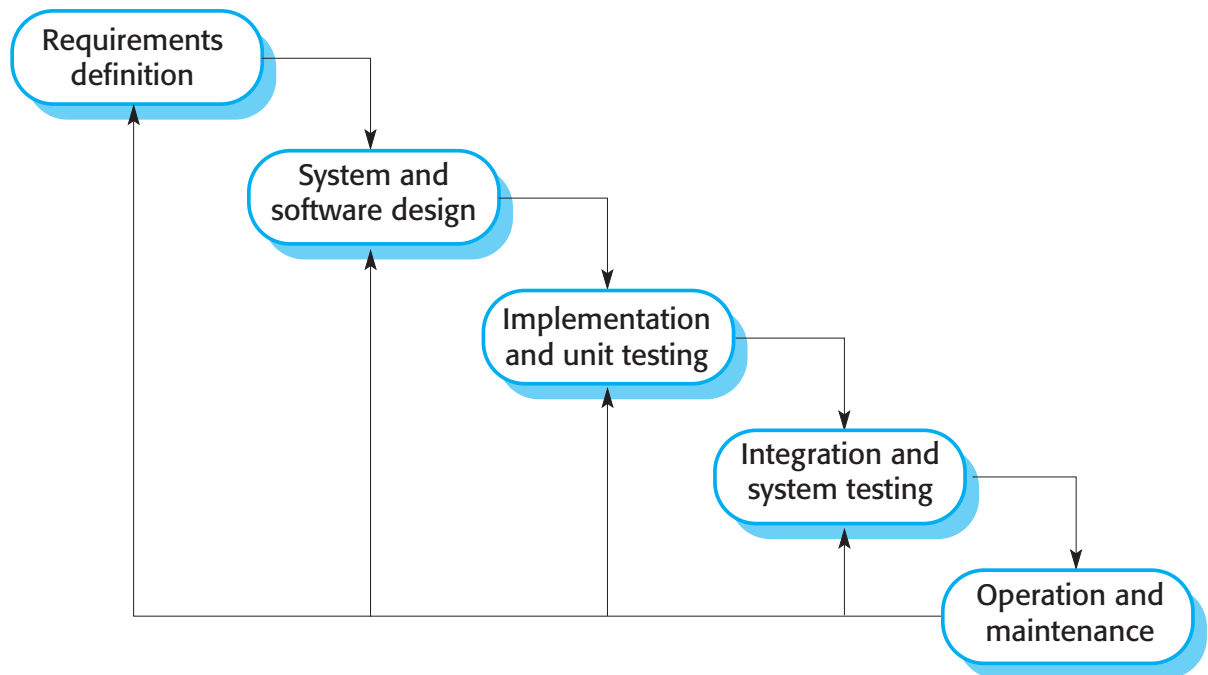 Requirements
definition
System and
software design
Implementation
and unit testing
Integration and
system testing
Operation and
maintenance